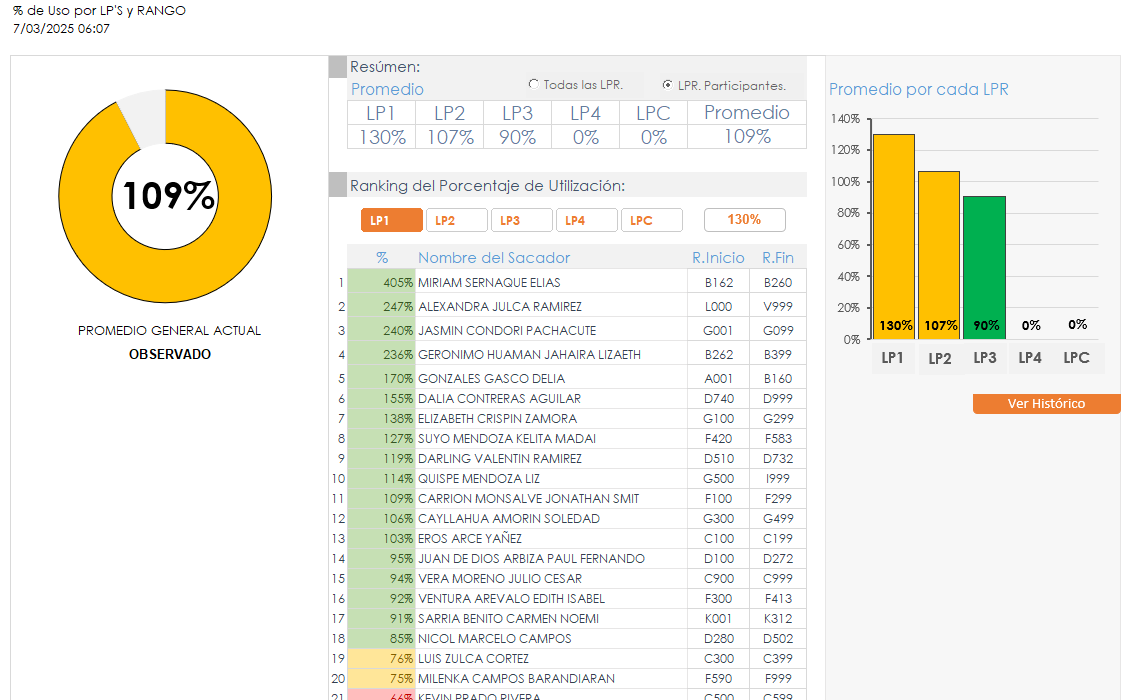 % de Uso por LP'S y RANGO
7/03/2025 06:07
109%
PROMEDIO GENERAL ACTUAL
OBSERVADO
Resúmen:
Promedio
Todas las LPR.
LPR. Participantes.
LP1 LP2 LP3 LP4 LPC Promedio
130% 107% 90% 0% 0% 109%
Ranking del Porcentaje de Utilización:
LP1 LP2 LP3 LP4 LPC 130%
% Nombre del Sacador R.Inicio R.Fin
1 405% MIRIAM SERNAQUE ELIAS B162 B260
2 247% ALEXANDRA JULCA RAMIREZ L000 V999
3 240% JASMIN CONDORI PACHACUTE G001 G099
4 236% GERONIMO HUAMAN JAHAIRA LIZAETH B262 B399
5 170% GONZALES GASCO DELIA A001 B160
6 155% DALIA CONTRERAS AGUILAR D740 D999
7 138% ELIZABETH CRISPIN ZAMORA G100 G299
8 127% SUYO MENDOZA KELITA MADAI F420 F583
9 119% DARLING VALENTIN RAMIREZ D510 D732
10 114% QUISPE MENDOZA LIZ G500 I999
11 109% CARRION MONSALVE JONATHAN SMIT F100 F299
12 106% CAYLLAHUA AMORIN SOLEDAD G300 G499
13 103% EROS ARCE YAÑEZ C100 C199
14 95% JUAN DE DIOS ARBIZA PAUL FERNANDO D100 D272
15 94% VERA MORENO JULIO CESAR C900 C999
16 92% VENTURA AREVALO EDITH ISABEL F300 F413
17 91% SARRIA BENITO CARMEN NOEMI K001 K312
18 85% NICOL MARCELO CAMPOS D280 D502
19 76% LUIS ZULCA CORTEZ C300 C399
20 75% MILENKA CAMPOS BARANDIARAN F590 F999
21 66% KEVIN PRADO RIVERA C500 C599
Promedio por cada LPR
140%
120%
100%
80%
60%
40%
20%
0%
130% 107% 90% 0% 0%
LP1 LP2 LP3 LP4 LPC
Ver Histórico